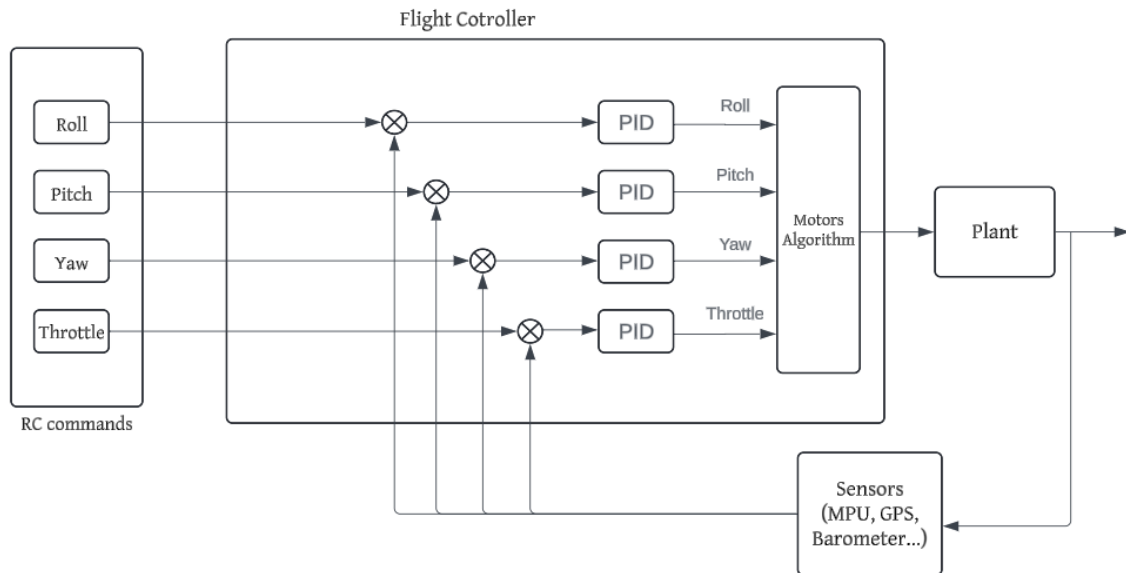 Flight Cotroller
Roll
Pitch
Yaw
Throttle
RC commands
PID
PID
PID
PID
Roll
Pitch
Yaw
Throttle
Motors
Algorithm
Plant
Sensors
(MPU, GPS,
Barometer...)